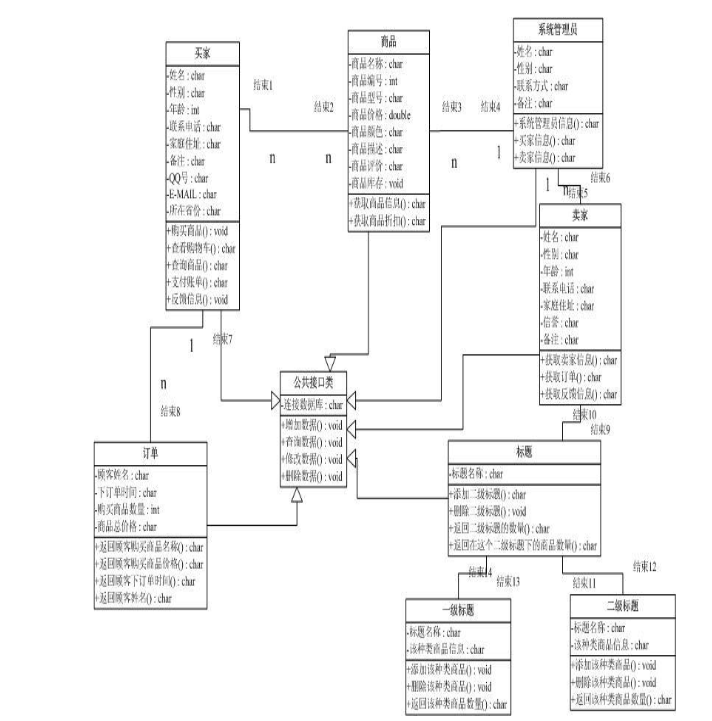 买家
-姓名 : char
-性别 : char
-年龄 : int
-联系电话 : char
-家庭住址 : char
-备注 : char
-QQ号 : char
-E-MAIL : char
-所在省份 : char
+购买商品() : void
+查看购物车() : char
+查询商品() : char
+支付账单() : char
+反馈信息() : void
结束1
n
结束2
n
商品
-商品名称 : char
-商品编号 : int
-商品型号 : char
-商品价格 : double
-商品颜色 : char
-商品描述 : char
-商品评价 : char
-商品库存 : void
+获取商品信息() : char
+获取商品折扣() : char
结束3
n
结束4
1
系统管理员
-姓名 : char
-性别 : char
-联系方式 : char
-备注 : char
+系统管理员信息() : char
+买家信息() : char
+卖家信息() : char
1
n
结束6
结束5
卖家
-姓名 : char
-性别 : char
-年龄 : int
-联系电话 : char
-家庭住址 : char
-信誉 : char
-备注 : char
+获取卖家信息() : char
+获取订单() : char
+获取反馈信息() : char
1
结束7
n
结束8
公共接口类
-连接数据库 : char
+增加数据() : void
+查询数据() : void
+修改数据() : void
+删除数据() : void
结束10
结束9
订单
-顾客姓名 : char
-下订单时间 : char
-购买商品数量 : int
-商品总价格 : char
+返回顾客购买商品名称() : char
+返回顾客购买商品价格() : char
+返回顾客下订单时间() : char
+返回顾客姓名() : char
标题
-标题名称 : char
+添加二级标题() : char
+删除二级标题() : void
+返回二级标题的数量() : char
+返回在这个二级标题下的商品数量() : char
结束14
结束13
结束12
结束11
一级标题
-标题名称 : char
-该种类商品信息 : char
+添加该种类商品() : void
+删除该种类商品() : void
+返回该种类商品数量() : char
二级标题
-标题名称 : char
-该种类商品信息 : char
+添加该种类商品() : void
+删除该种类商品() : void
+返回该种类商品数量() : char